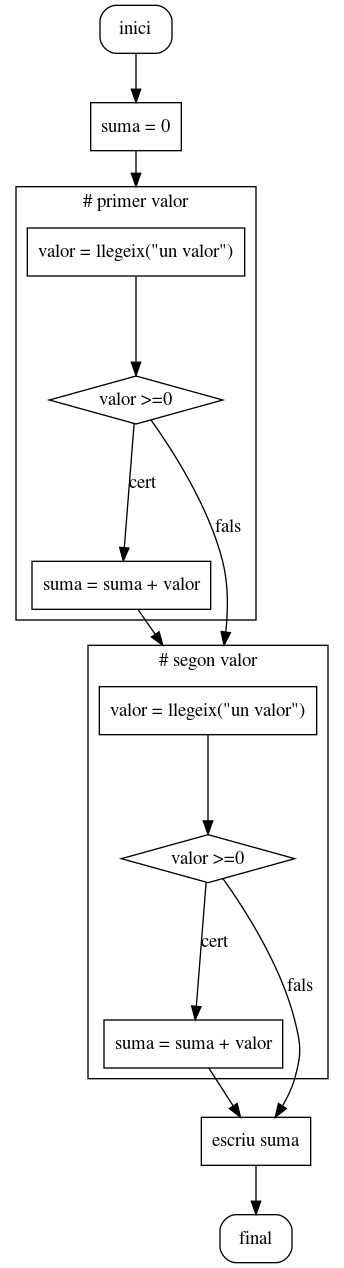 inici
suma = 0
# primer valor
valor = llegeix("un valor")
valor >=0
cert
fals
suma = suma + valor
# segon valor
valor = llegeix("un valor")
valor >=0
cert
fals
suma = suma + valor
escriu suma
final